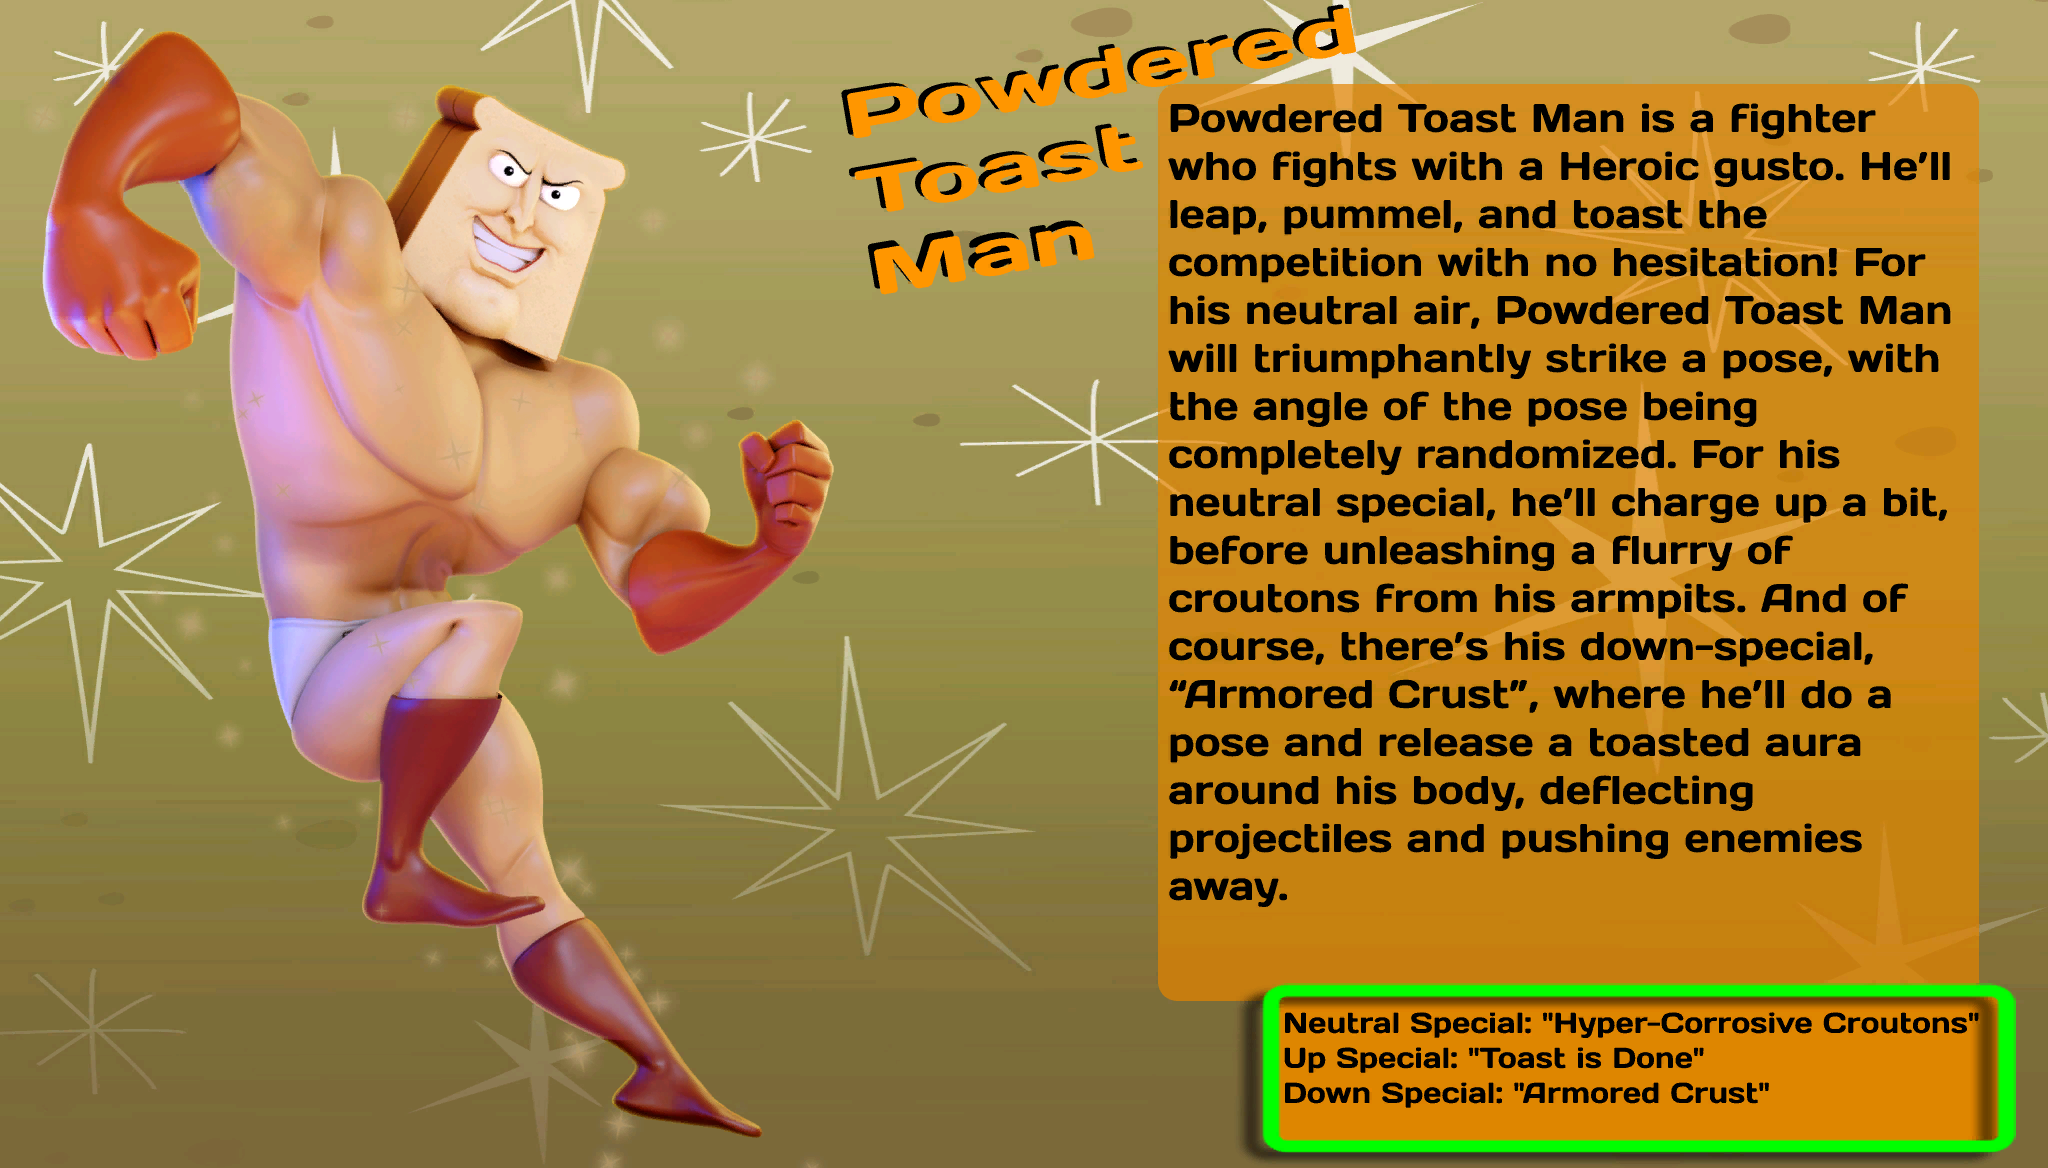 Powdered
Toast
Man
Powdered Toast Man is a fighter
who fights with a Heroic gusto. He’ll
leap, pummel, and toast the
competition with no hesitation! For
his neutral air, Powdered Toast Man
will triumphantly strike a pose, with
the angle of the pose being
completely randomized. For his
neutral special, he’ll charge up a bit,
before unleashing a flurry of
croutons from his armpits. And of
course, there’s his down-special,
“Armored Crust”, where he’ll do a
pose and release a toasted aura
around his body, deflecting
projectiles and pushing enemies
away.
Neutral Special: "Hyper-Corrosive Croutons"
Up Special: "Toast is Done"
Down Special: "Armored Crust"